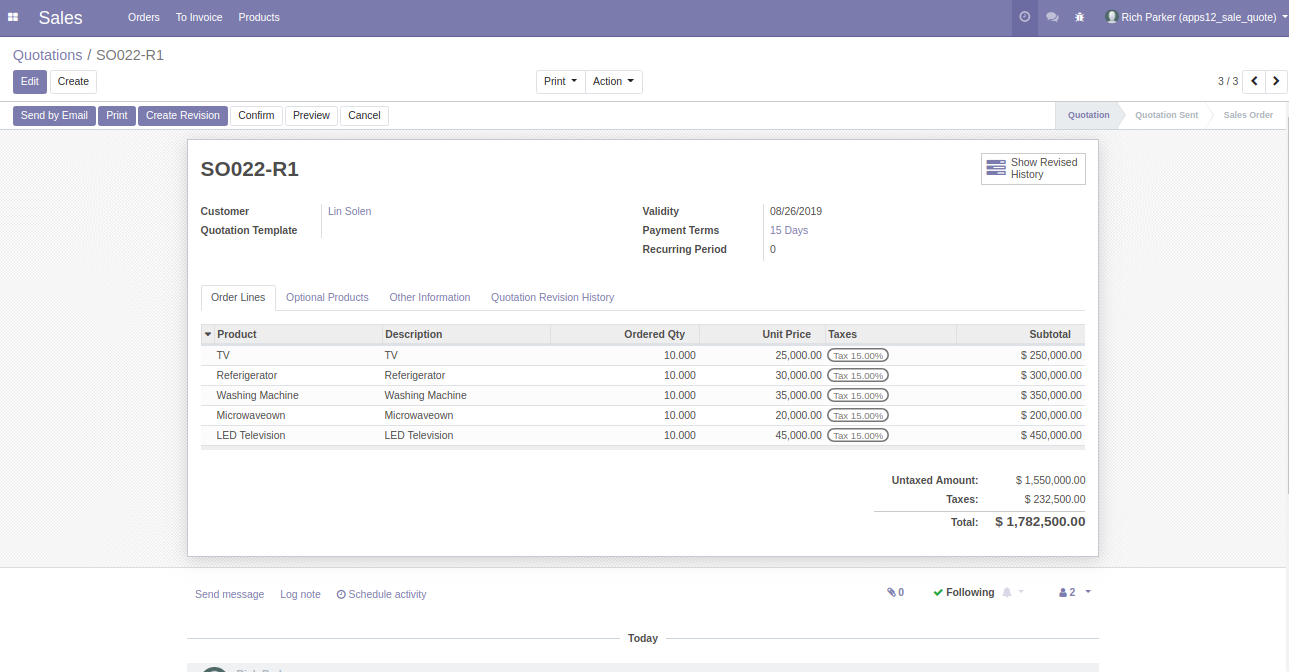 Sales Orders To Invoice Products Rich Parker (apps12_sale_quote)
Quotations / SO022-R1
Edit Create Print Action 3 / 3
Send by Email Print Create Revision Confirm Preview Cancel Quotation Quotation Sent Sales Order
SO022-R1
Show Revised
History
Customer Lin Solen Validity 08/26/2019
Quotation Template Payment Terms 15 Days
Recurring Period 0
Order Lines Optional Products Other Information Quotation Revision History
Product Description Ordered Qty Unit Price Taxes Subtotal
TV TV 10.000 25,000.00 Tax 15.00% $ 250,000.00
Referigerator Referigerator 10.000 30,000.00 Tax 15.00% $ 300,000.00
Washing Machine Washing Machine 10.000 35,000.00 Tax 15.00% $ 350,000.00
Microwaveown Microwaveown 10.000 20,000.00 Tax 15.00% $ 200,000.00
LED Television LED Television 10.000 45,000.00 Tax 15.00% $ 450,000.00
Untaxed Amount: $ 1,550,000.00
Taxes: $ 232,500.00
Total: $ 1,782,500.00
Send message Log note Schedule activity 0 Following 2
Today